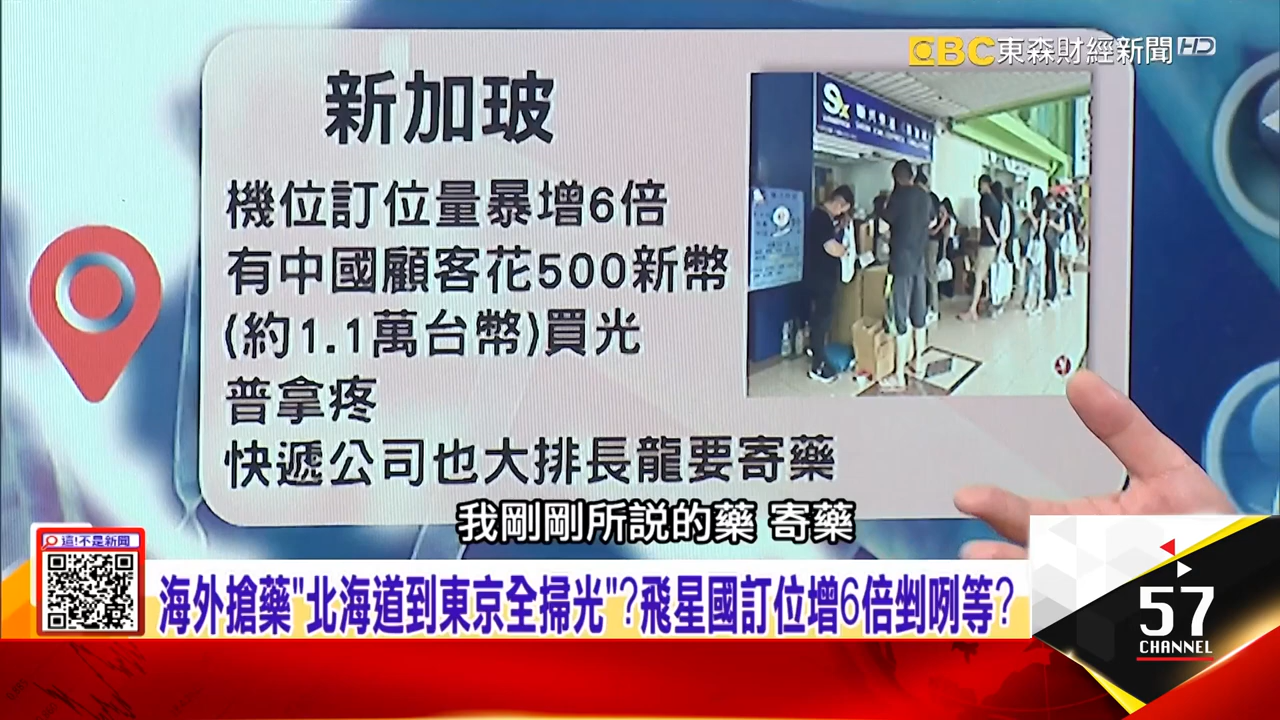 EBC東森財經新聞HD
新加玻
機位訂位量暴增6倍
有中國顧客花500新幣
(約1.1萬台幣)買光
普拿疼
快遞公司也大排長龍要寄藥
我剛剛所說的藥 寄藥
這!不是新聞
海外搶藥"北海道到東京全掃光"?飛星國訂位增6倍剉咧等?
57
CHANNEL